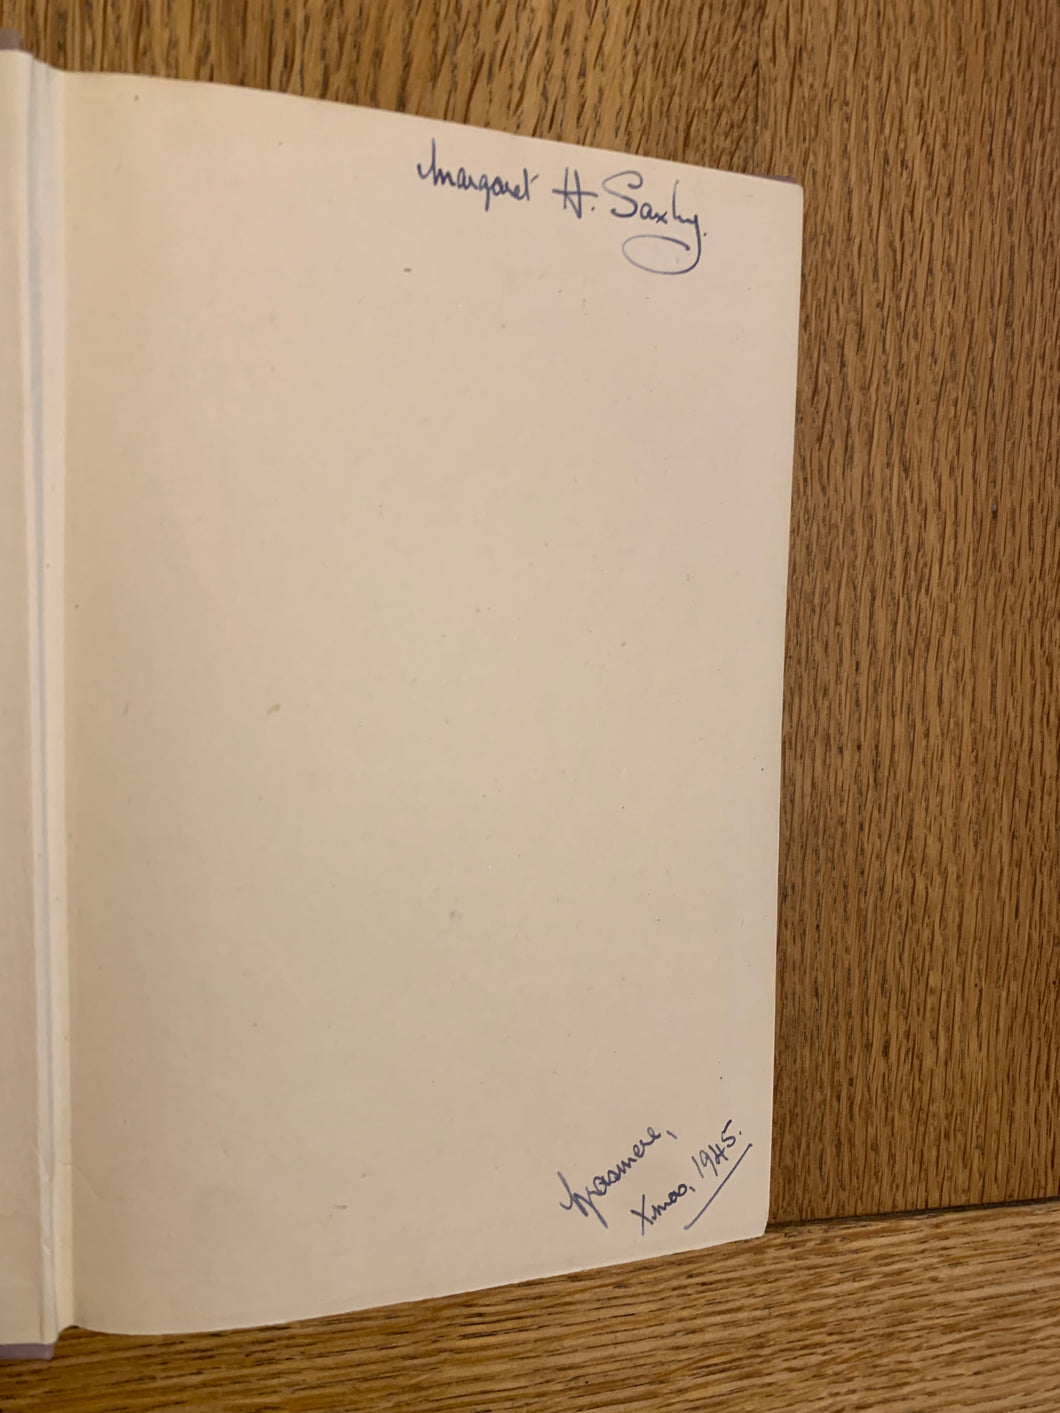 Margaret H. Saxby.
Grasmere,
Xmas, 1945.